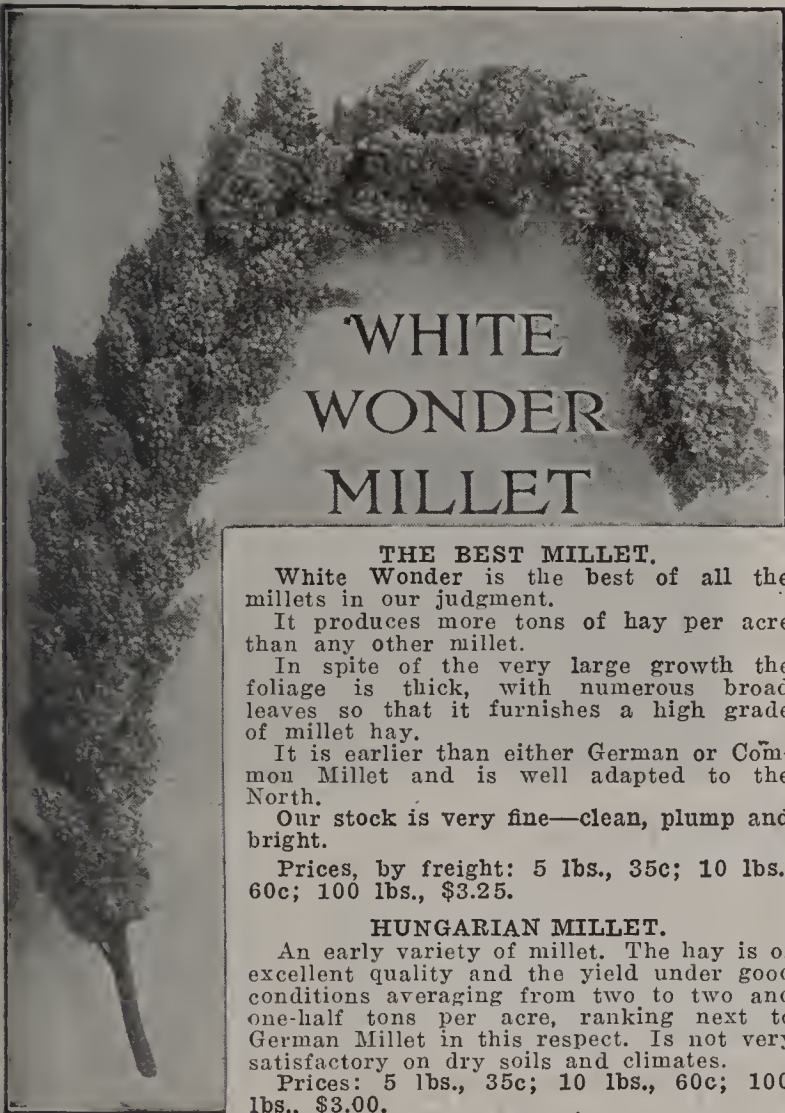 WHITE
WONDER
MILLET
THE BEST MILLET.
White Wonder is the best of all the
millets in our judgment.
It produces more tons of hay per acre
than any other millet.
In spite of the very large growth the
foliage is thick, with numerous broad
leaves so that it furnishes a high grade
of millet hay.
It is earlier than either German or Com-
mon Millet and is well adapted to the
North.
Our stock is very fine—clean, plump and
bright.
Prices, by freight: 5 lbs., 35c; 10 lbs.
60c; 100 lbs., $3.25.
HUNGARIAN MILLET.
An early variety of millet. The hay is of
excellent quality and the yield under good
conditions averaging from two to two and
one-half tons per acre, ranking next to
German Millet in this respect. Is not very
satisfactory on dry soils and climates.
Prices: 5 lbs., 35c; 10 lbs., 60c; 100
lbs., $3.00.